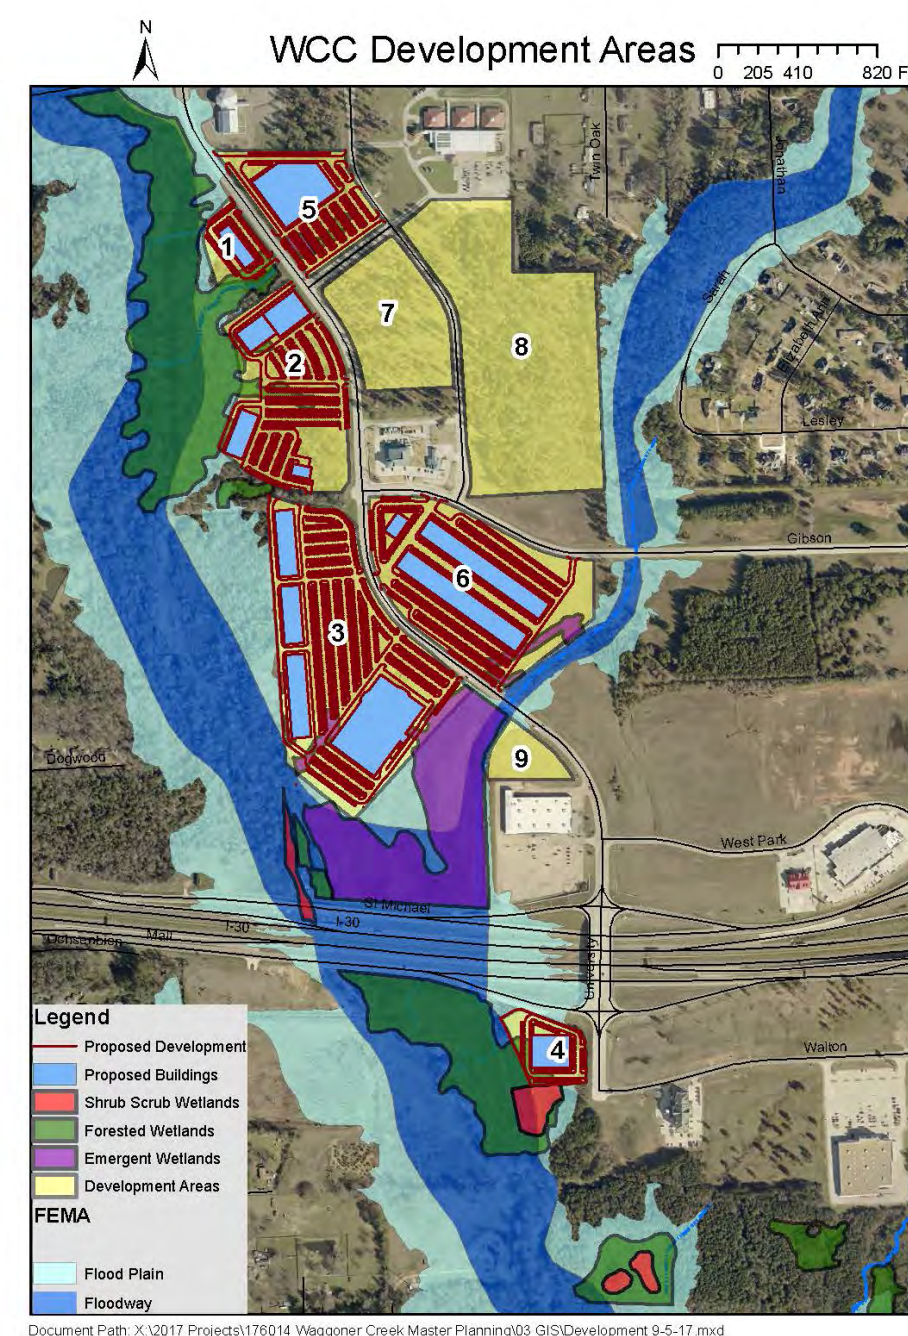 N
WCC Development Areas
0 205 410 820 F
Twin Oak
Jonathan
5
1
Sarah
7
Elizabeth Ann
8
2
Lesley
Gibson
6
3
Dogwood
9
West Park
St Michael
I-30
I-30
Mall
Ochsenbien
University
Legend
Proposed Development
4
Walton
Proposed Buildings
Shrub Scrub Wetlands
Forested Wetlands
Emergent Wetlands
Development Areas
FEMA
Flood Plain
Floodway
Document Path: X:\2017 Projects\176014 Waggoner Creek Master Planning\03 GIS\Development 9-5-17.mxd